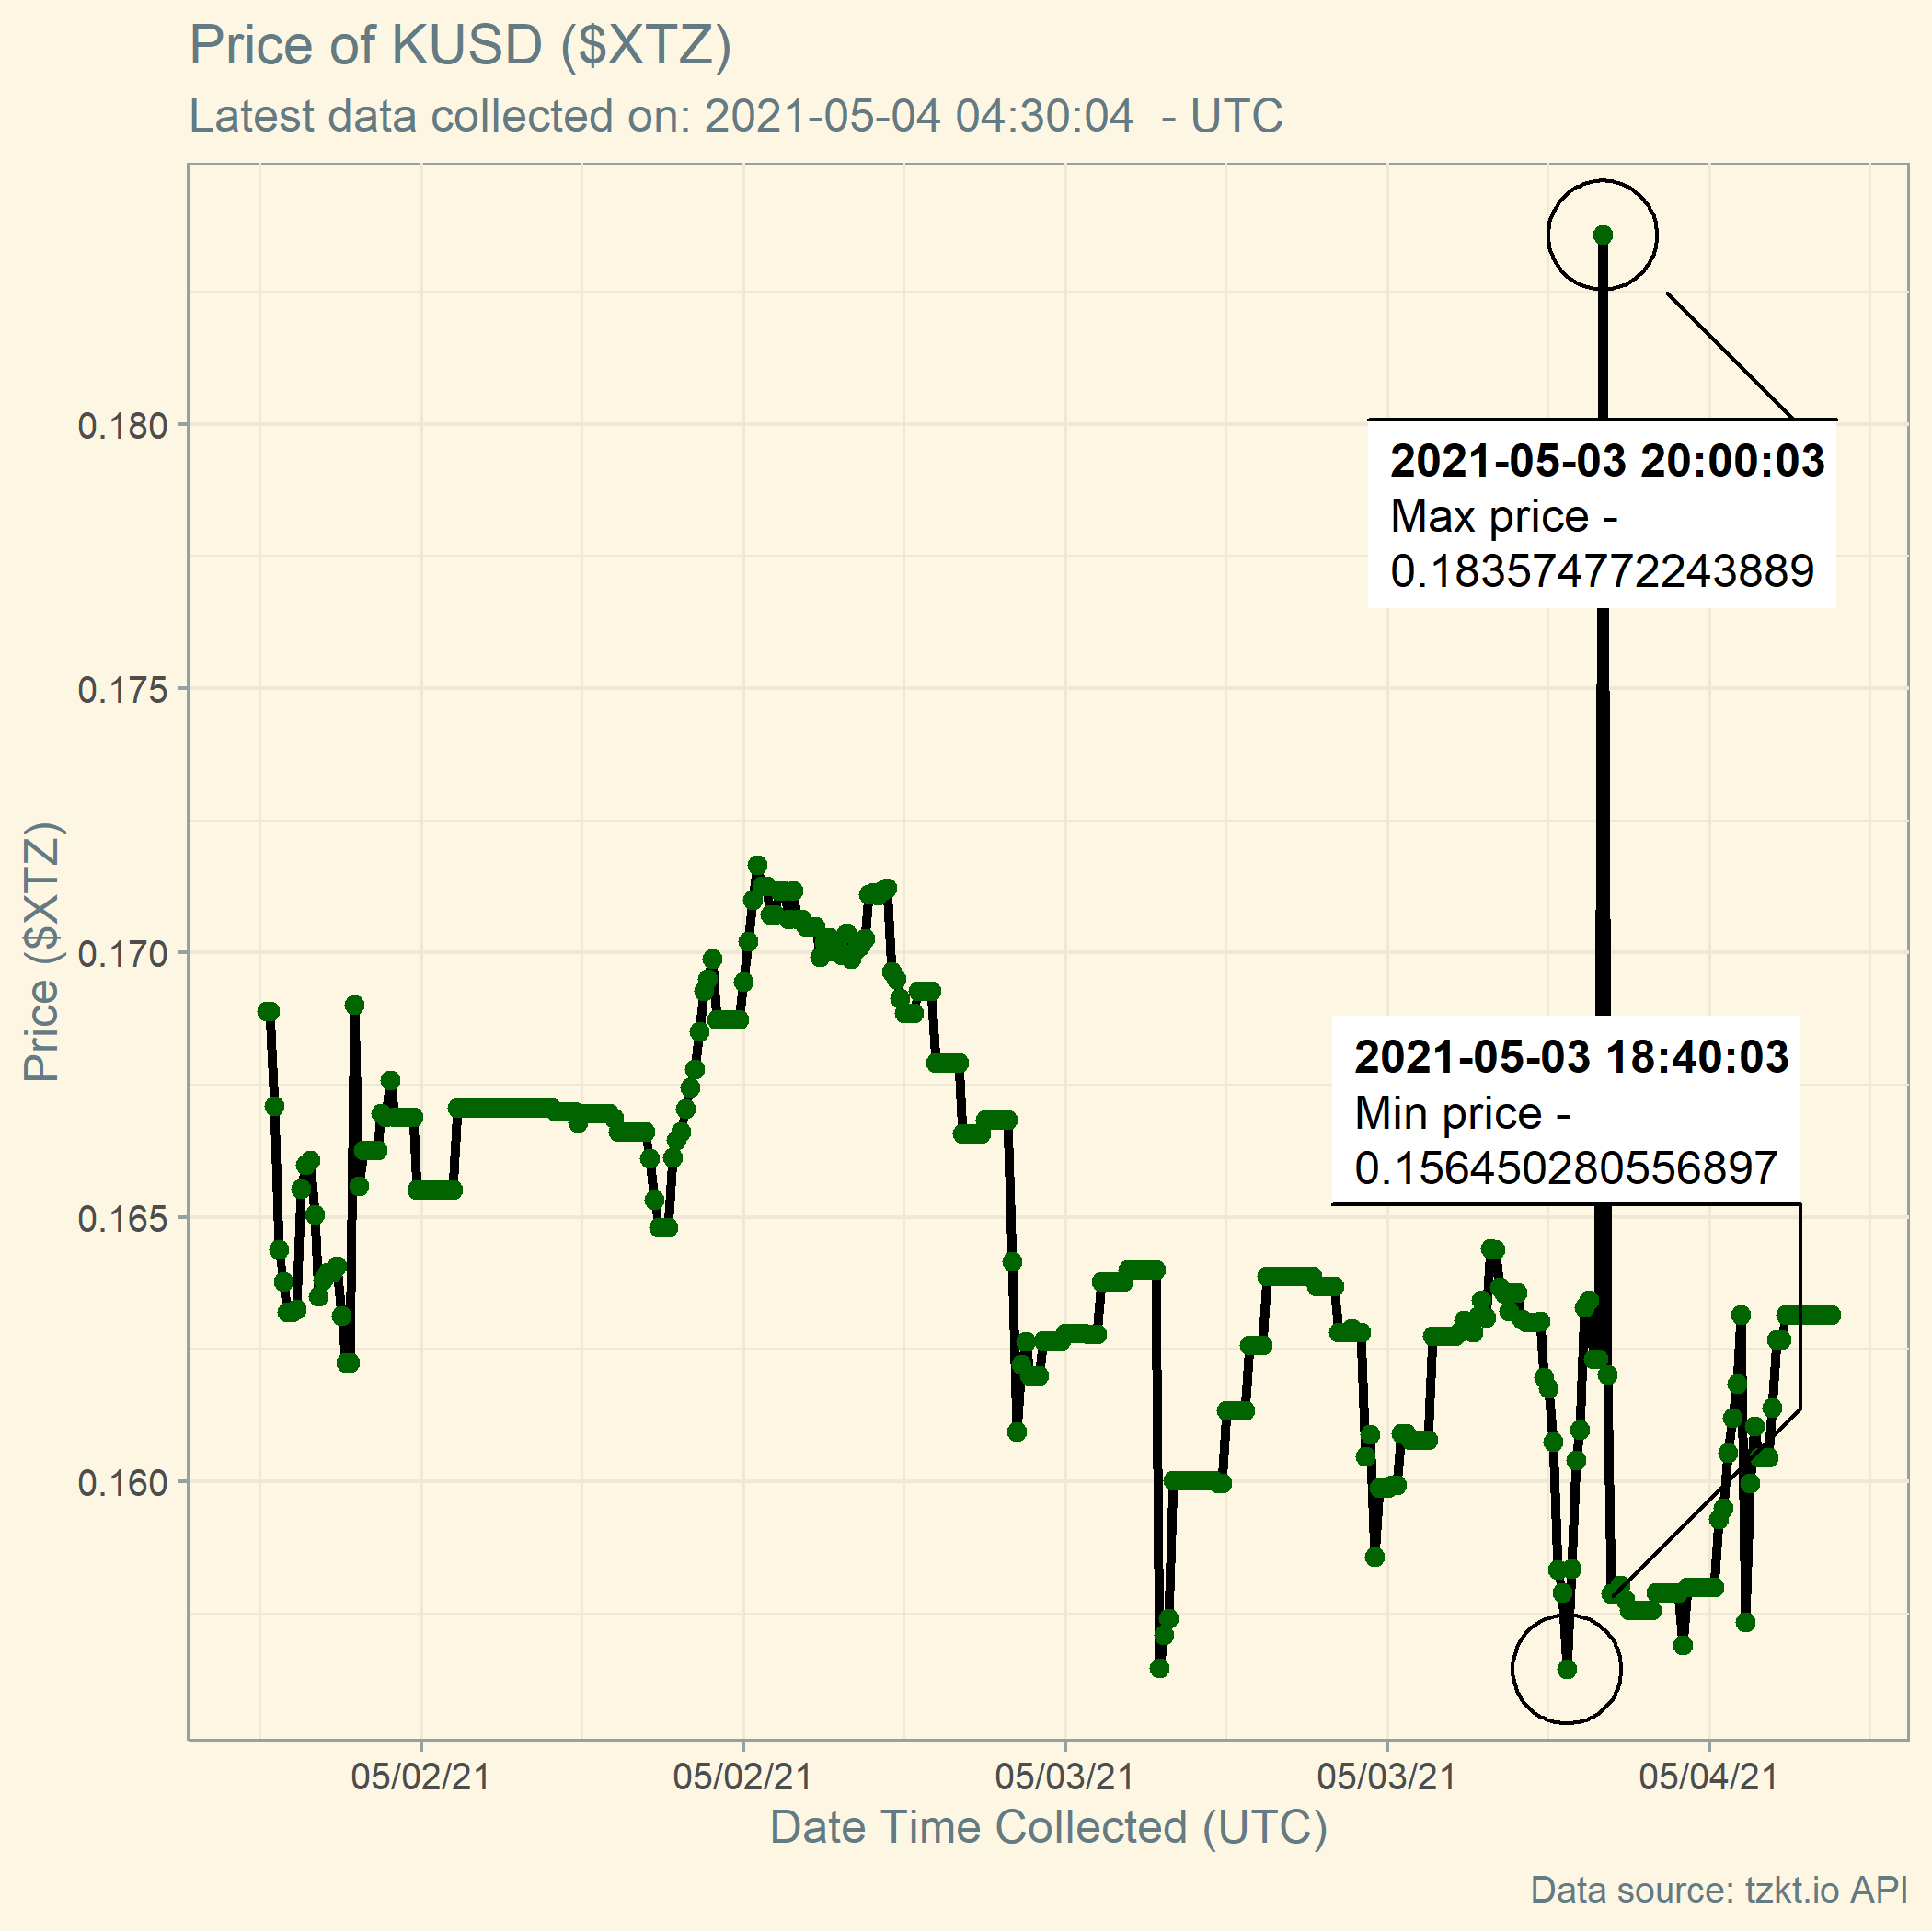 Price of KUSD ($XTZ)
Latest data collected on: 2021-05-04 04:30:04  - UTC
2021-05-03 20:00:03
Max price -
0.183574772243889
2021-05-03 18:40:03
Min price -
0.156450280556897
Price ($XTZ)
0.180
0.175
0.170
0.165
0.160
05/02/21
05/02/21
05/03/21
05/03/21
05/04/21
Date Time Collected (UTC)
Data source: tzkt.io API